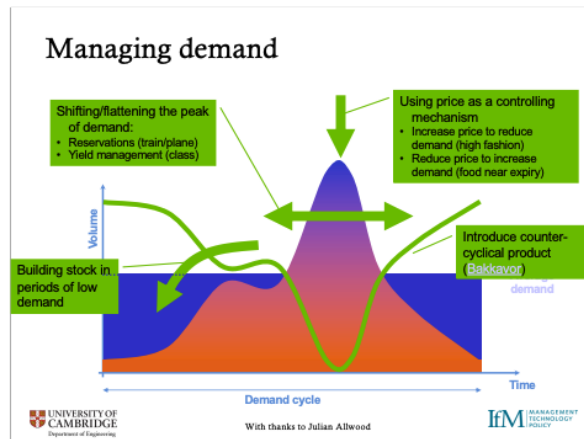 Managing demand
Shifting/flattening the peak
of demand:
• Reservations (train/plane)
• Yield management (class)
Using price as a controlling
mechanism
• Increase price to reduce
demand (high fashion)
• Reduce price to increase
demand (food near expiry)
Volume
Building stock in
periods of low
demand
Introduce counter-
cyclical product
(Bakkavor)
demand
Time
Demand cycle
UNIVERSITY OF
CAMBRIDGE
Department of Engineering
With thanks to Julian Allwood
IfM
MANAGEMENT
TECHNOLOGY
POLICY